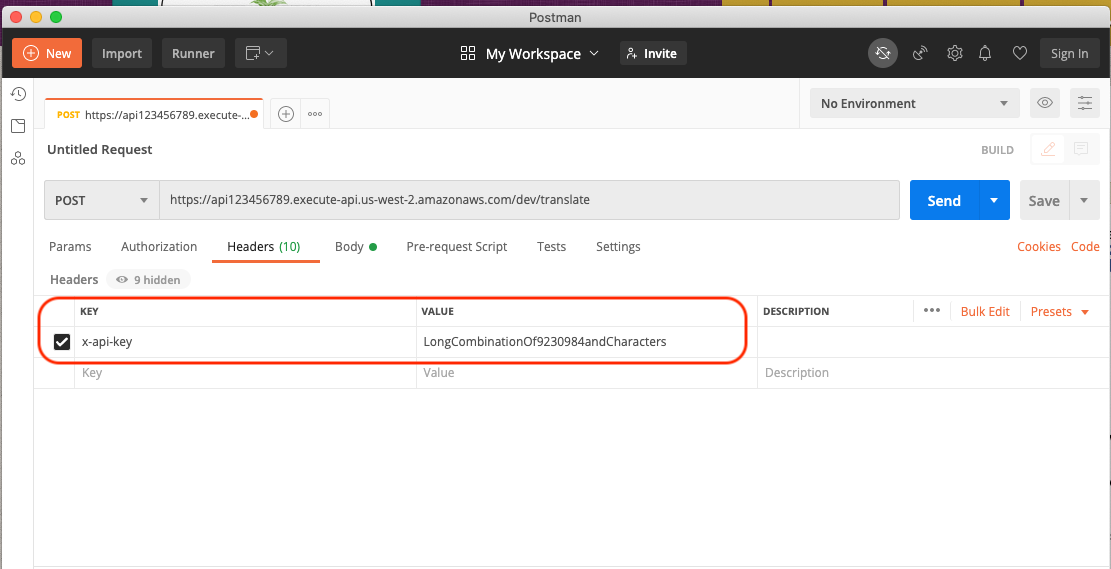 Postman
New Import Runner My Workspace Invite Sign In
POST https://api123456789.execute-... No Environment
Untitled Request BUILD
POST https://api123456789.execute-api.us-west-2.amazonaws.com/dev/translate Send Save
Params Authorization Headers (10) Body Pre-request Script Tests Settings Cookies Code
Headers 9 hidden
KEY VALUE DESCRIPTION Bulk Edit Presets
x-api-key LongCombinationOf9230984andCharacters
Key Value Description